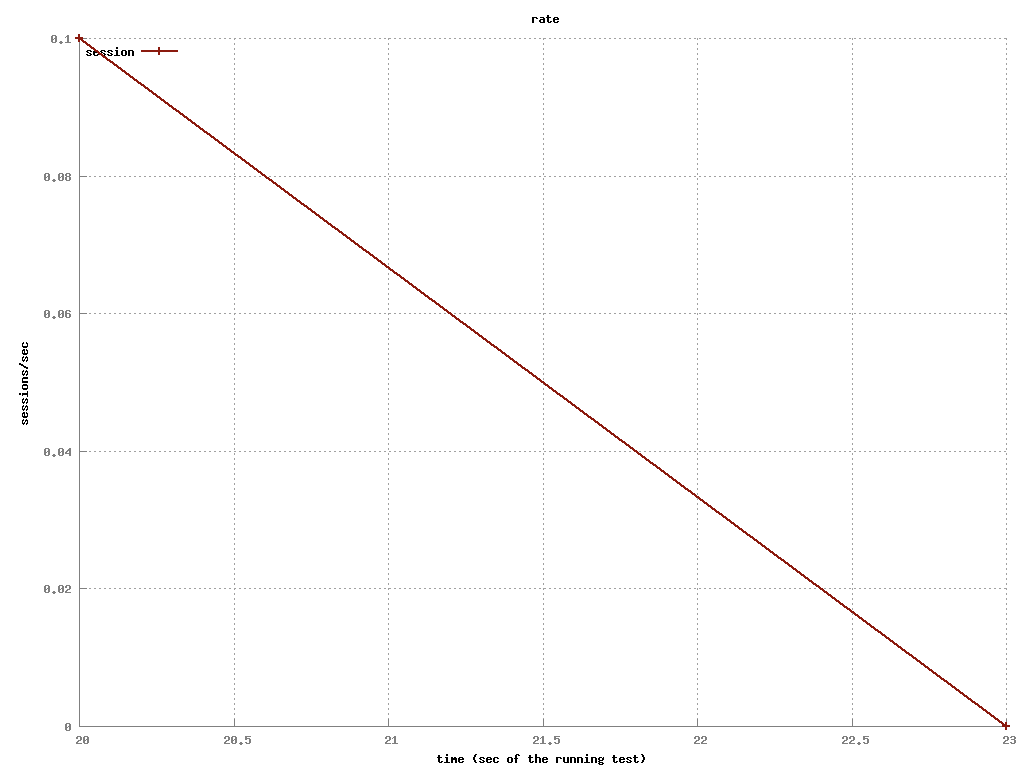 rate
0.1
session
0.08
0.06
sessions/sec
0.04
0.02
0
20 20.5 21 21.5 22 22.5 23
time (sec of the running test)